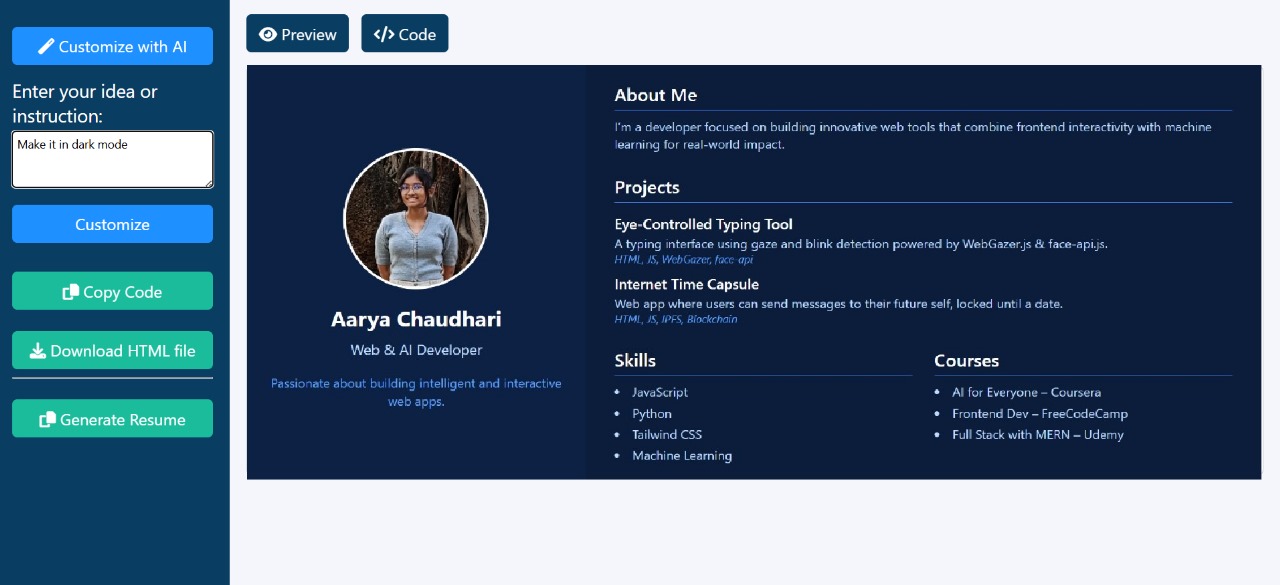 Customize with AI
Enter your idea or
instruction:
Make it in dark mode
Customize
Copy Code
Download HTML file
Generate Resume
Preview
Code
Aarya Chaudhari
Web & AI Developer
Passionate about building intelligent and interactive
web apps.
About Me
I'm a developer focused on building innovative web tools that combine frontend interactivity with machine
learning for real-world impact.
Projects
Eye-Controlled Typing Tool
A typing interface using gaze and blink detection powered by WebGazer.js & face-api.js.
HTML, JS, WebGazer, face-api
Internet Time Capsule
Web app where users can send messages to their future self, locked until a date.
HTML, JS, IPFS, Blockchain
Skills
• JavaScript
• Python
• Tailwind CSS
• Machine Learning
Courses
• AI for Everyone – Coursera
• Frontend Dev – FreeCodeCamp
• Full Stack with MERN – Udemy